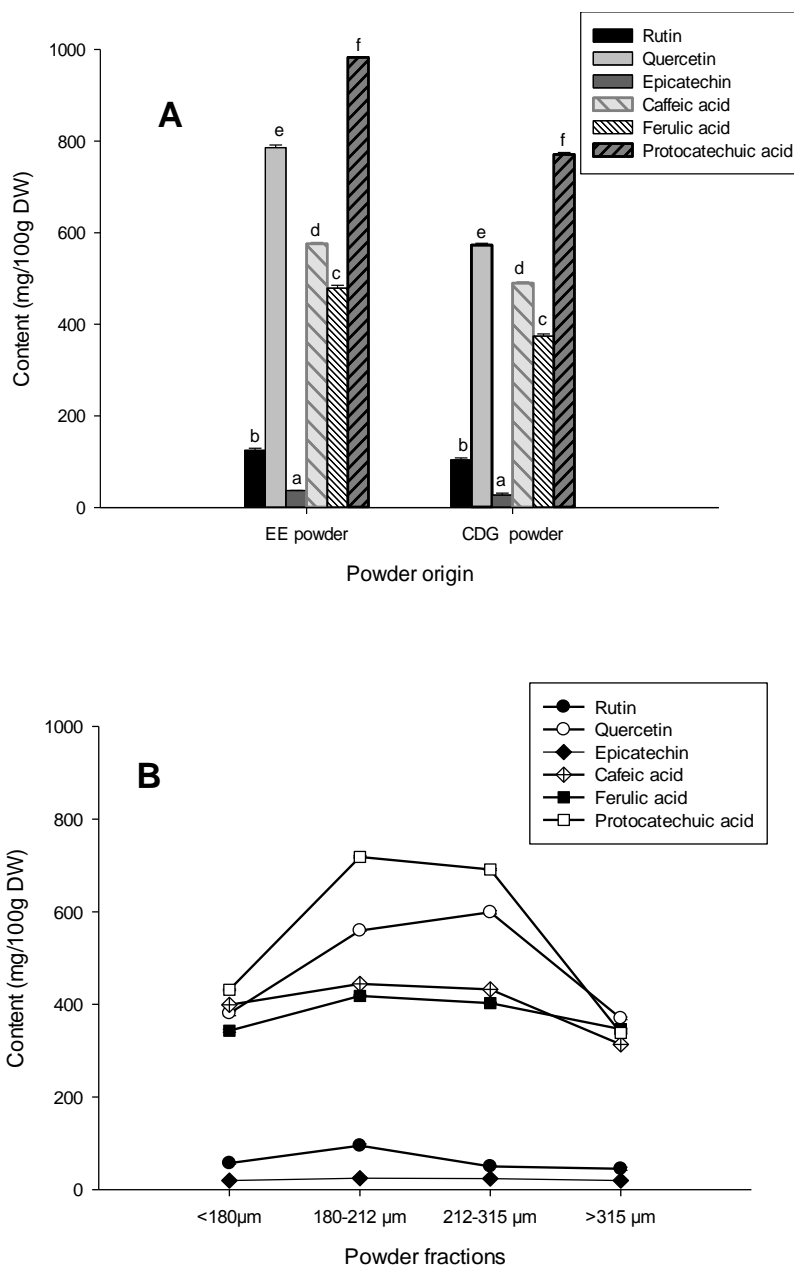 A
Rutin
Quercetin
Epicatechin
Caffeic acid
Ferulic acid
Protocatechuic acid
Content (mg/100g DW)
1000
800
600
400
200
0
b
e
a
d
c
f
b
e
a
d
c
f
EE powder
CDG powder
Powder origin
B
Rutin
Quercetin
Epicatechin
Cafeic acid
Ferulic acid
Protocatechuic acid
Content (mg/100g DW)
1000
800
600
400
200
0
<180µm
180-212 µm
212-315 µm
>315 µm
Powder fractions